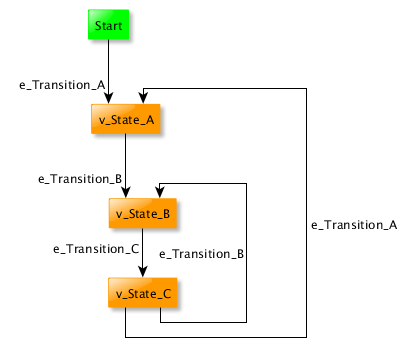 Start
e_Transition_A
v_State_A
e_Transition_B
v_State_B
e_Transition_A
e_Transition_C
e_Transition_B
v_State_C